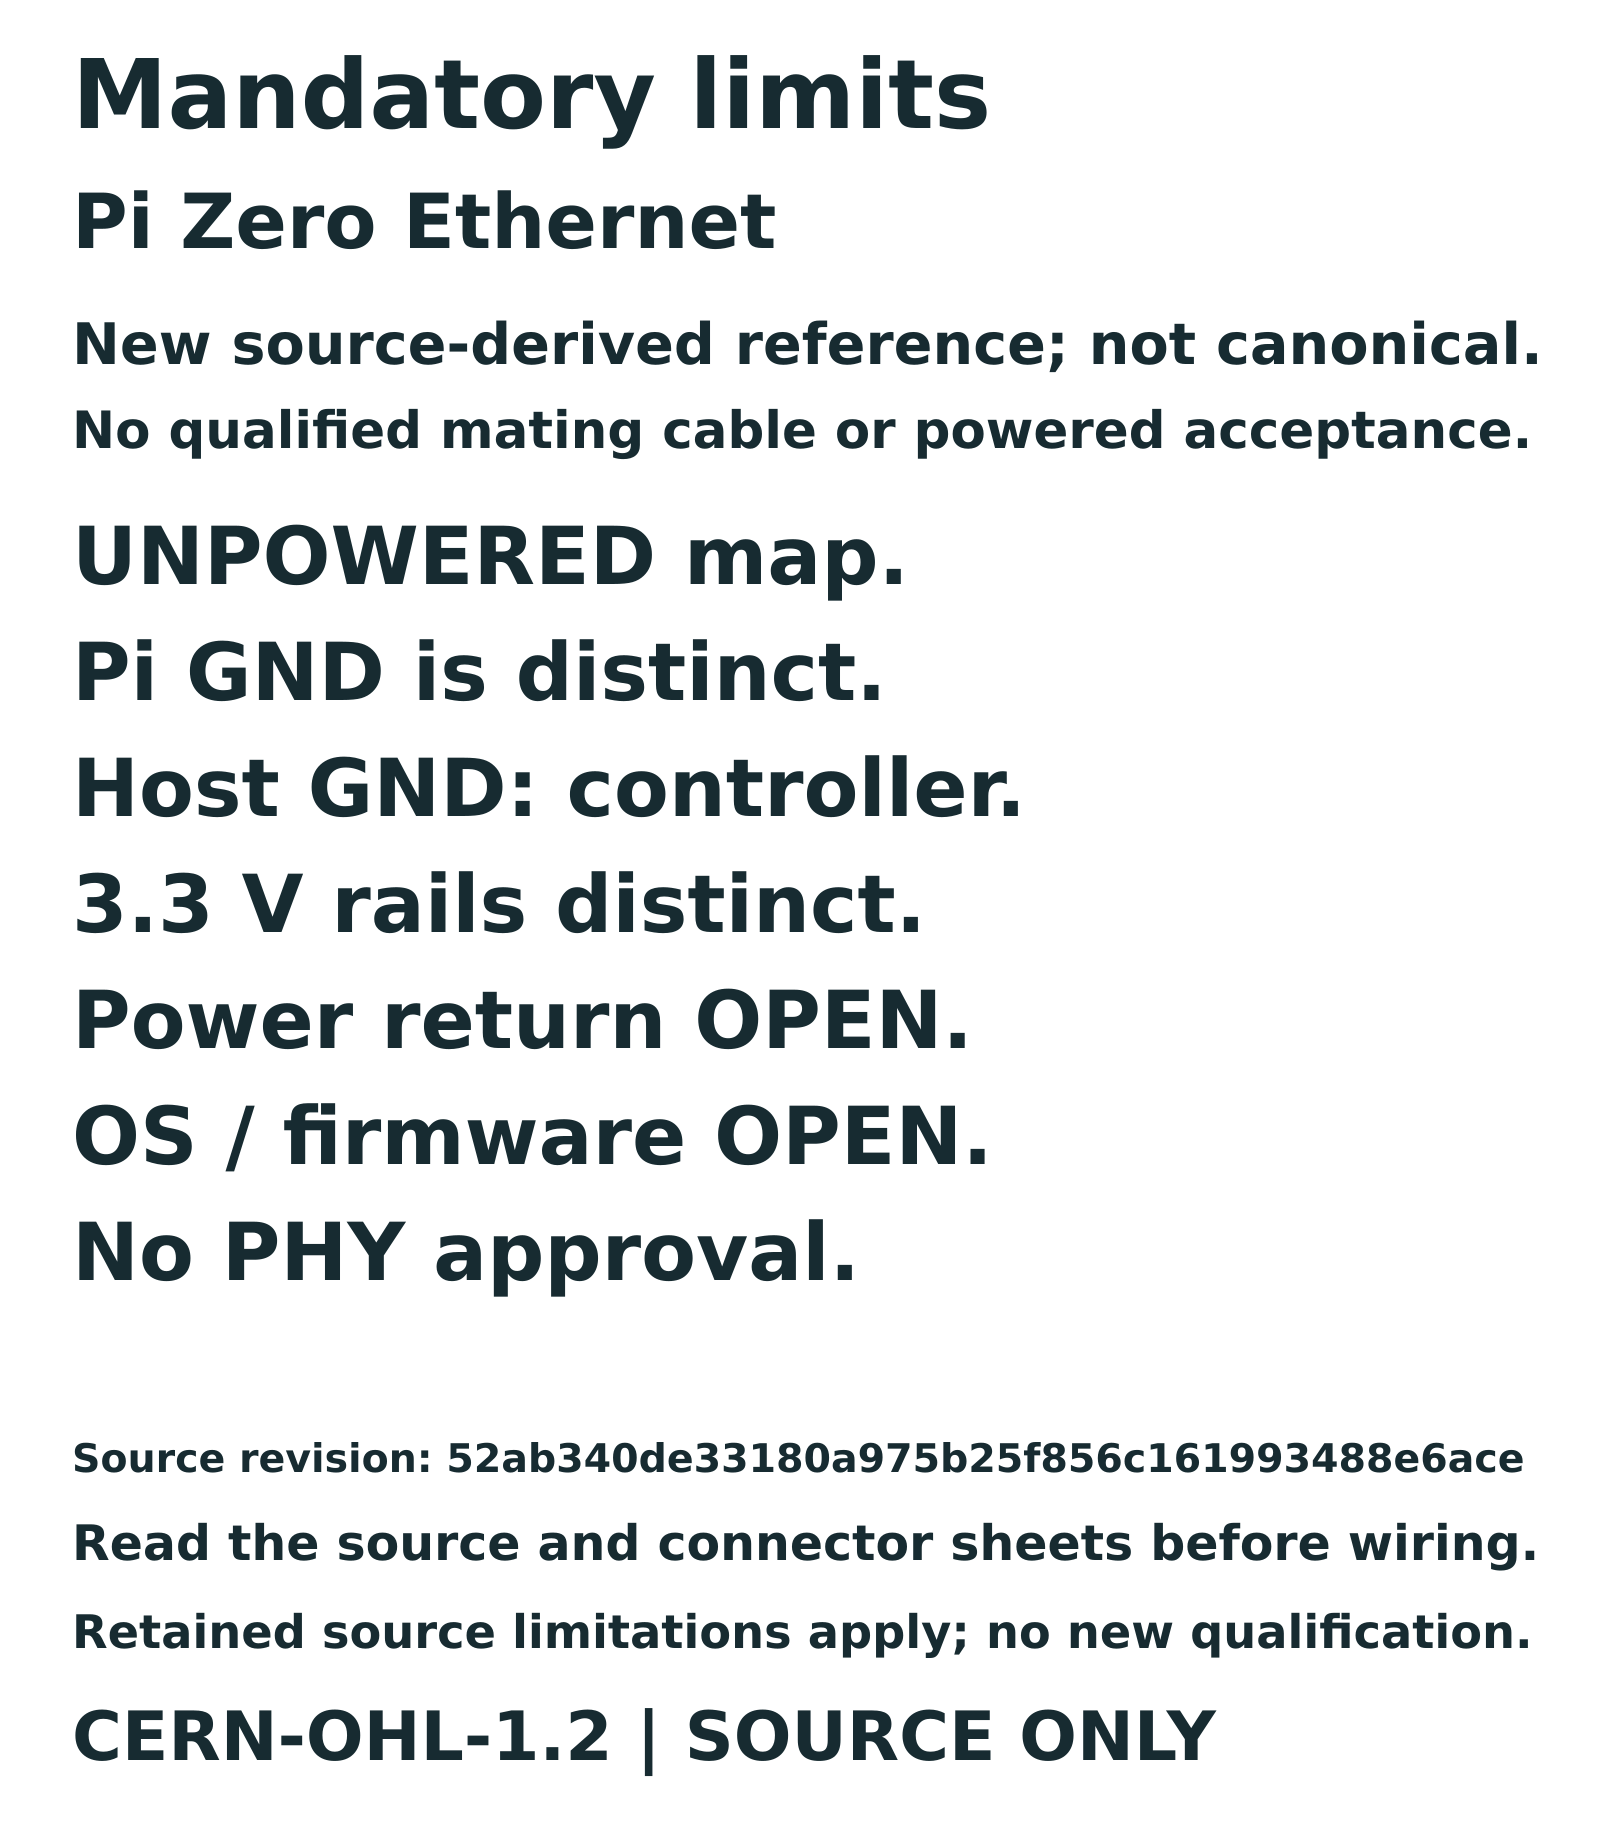 Mandatory limits
Pi Zero Ethernet
New source-derived reference; not canonical.
No qualified mating cable or powered acceptance.
UNPOWERED map.
Pi GND is distinct.
Host GND: controller.
3.3 V rails distinct.
Power return OPEN.
OS / firmware OPEN.
No PHY approval.
Source revision: 52ab340de33180a975b25f856c161993488e6ace
Read the source and connector sheets before wiring.
Retained source limitations apply; no new qualification.
CERN-OHL-1.2 | SOURCE ONLY